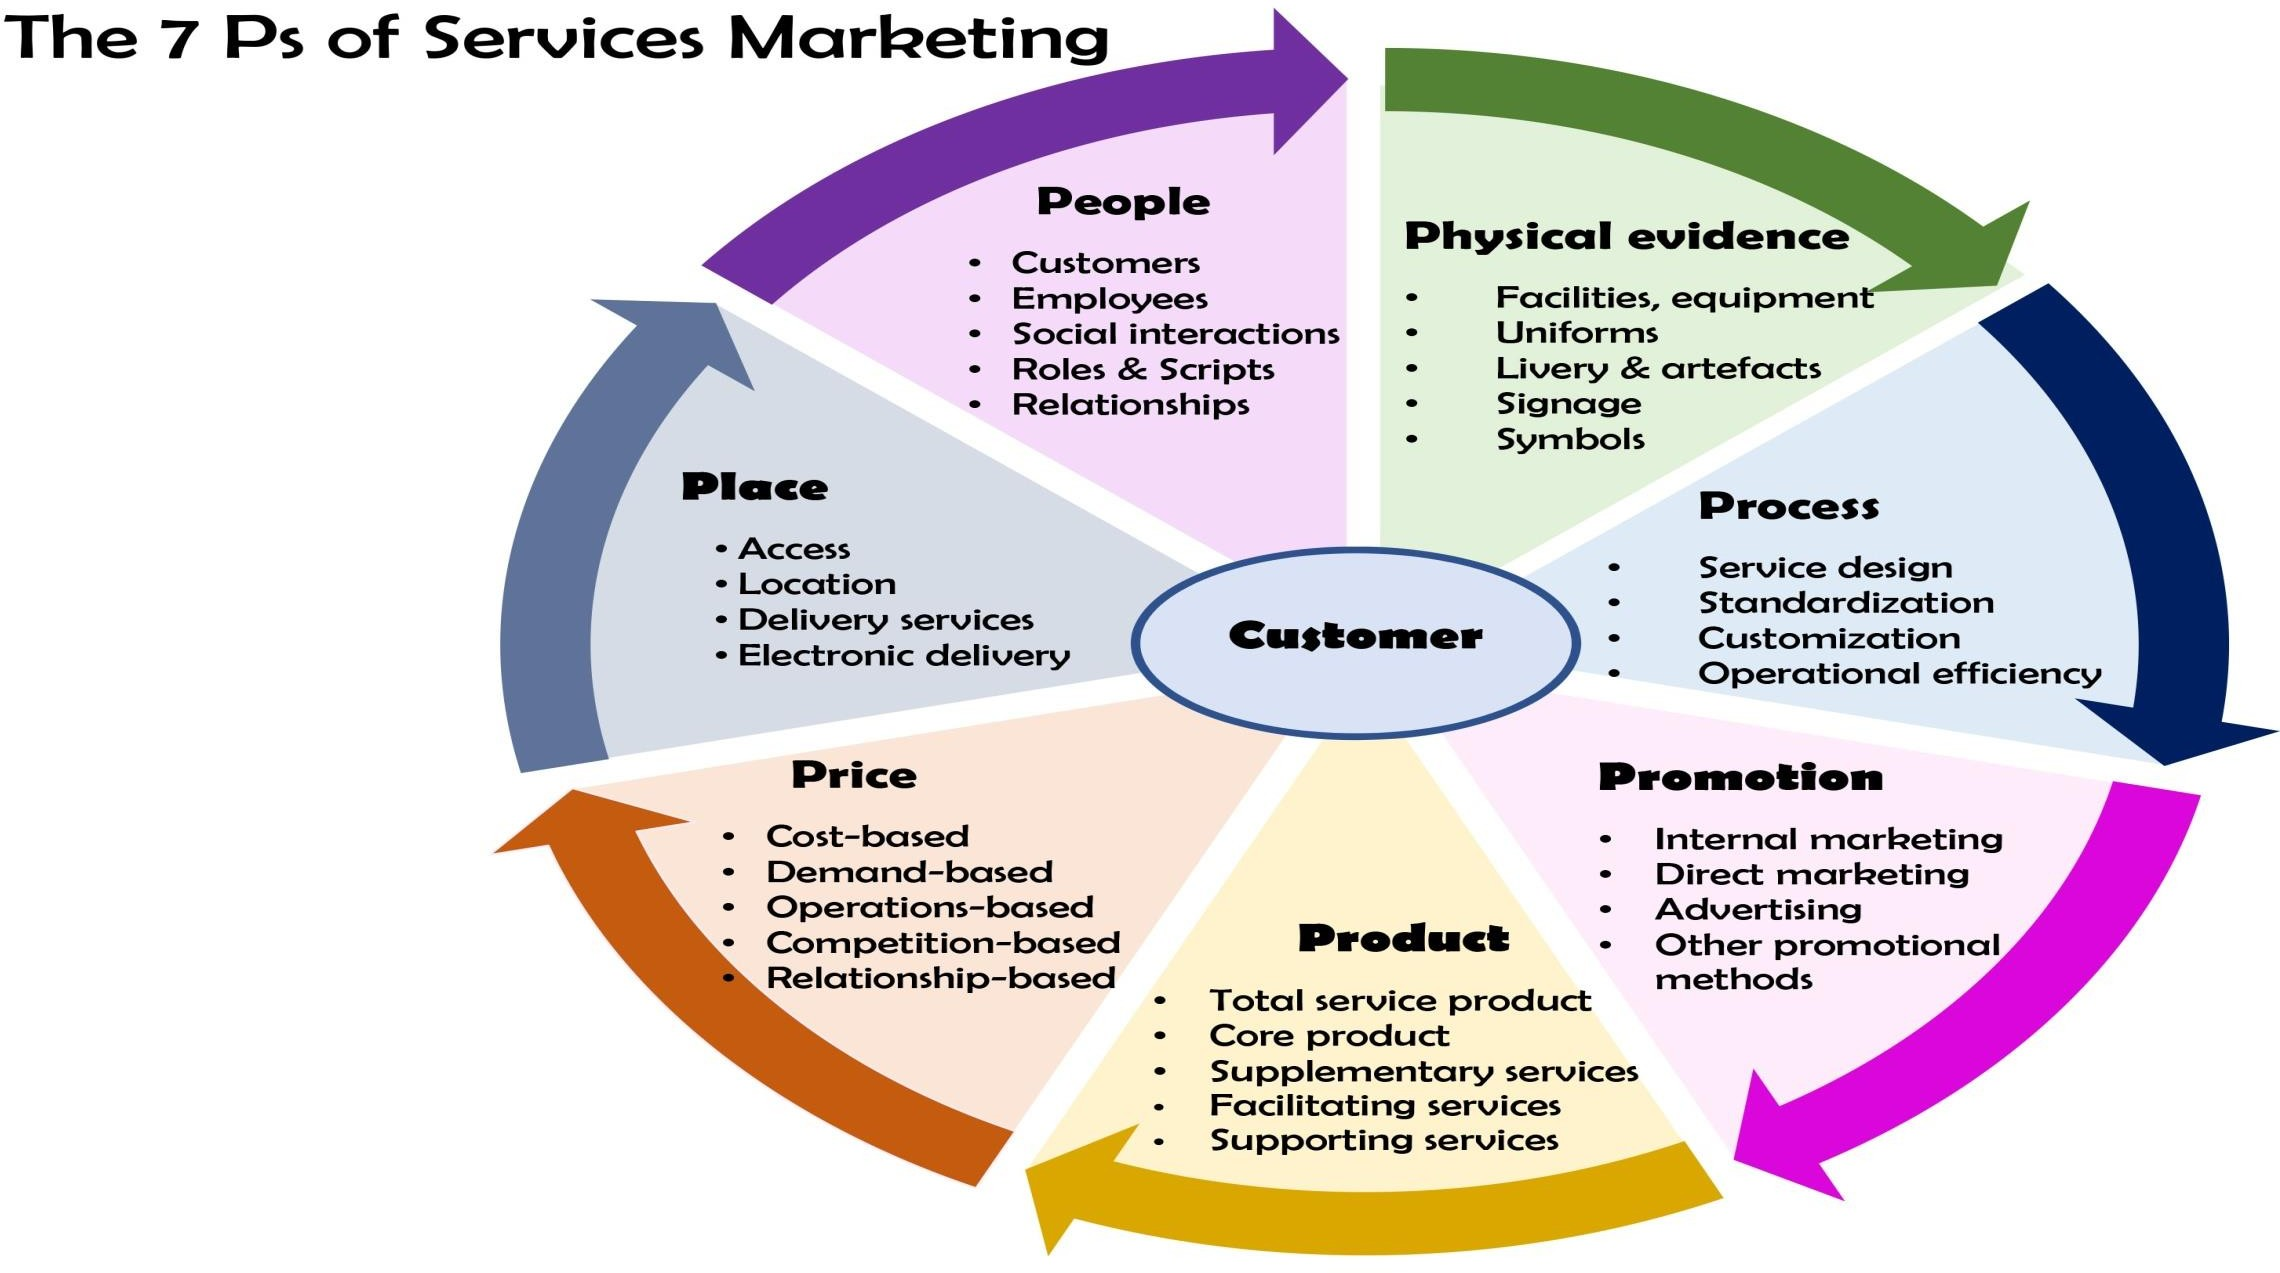 The 7 Ps of Services Marketing
People
• Customers
• Employees
• Social interactions
• Roles & Scripts
• Relationships
Physical evidence
• Facilities, equipment
• Uniforms
• Livery & artefacts
• Signage
• Symbols
Process
• Service design
• Standardization
• Customization
• Operational efficiency
Promotion
• Internal marketing
• Direct marketing
• Advertising
• Other promotional
methods
Product
• Total service product
• Core product
• Supplementary services
• Facilitating services
• Supporting services
Price
• Cost-based
• Demand-based
• Operations-based
• Competition-based
• Relationship-based
Place
• Access
• Location
• Delivery services
• Electronic delivery
Customer